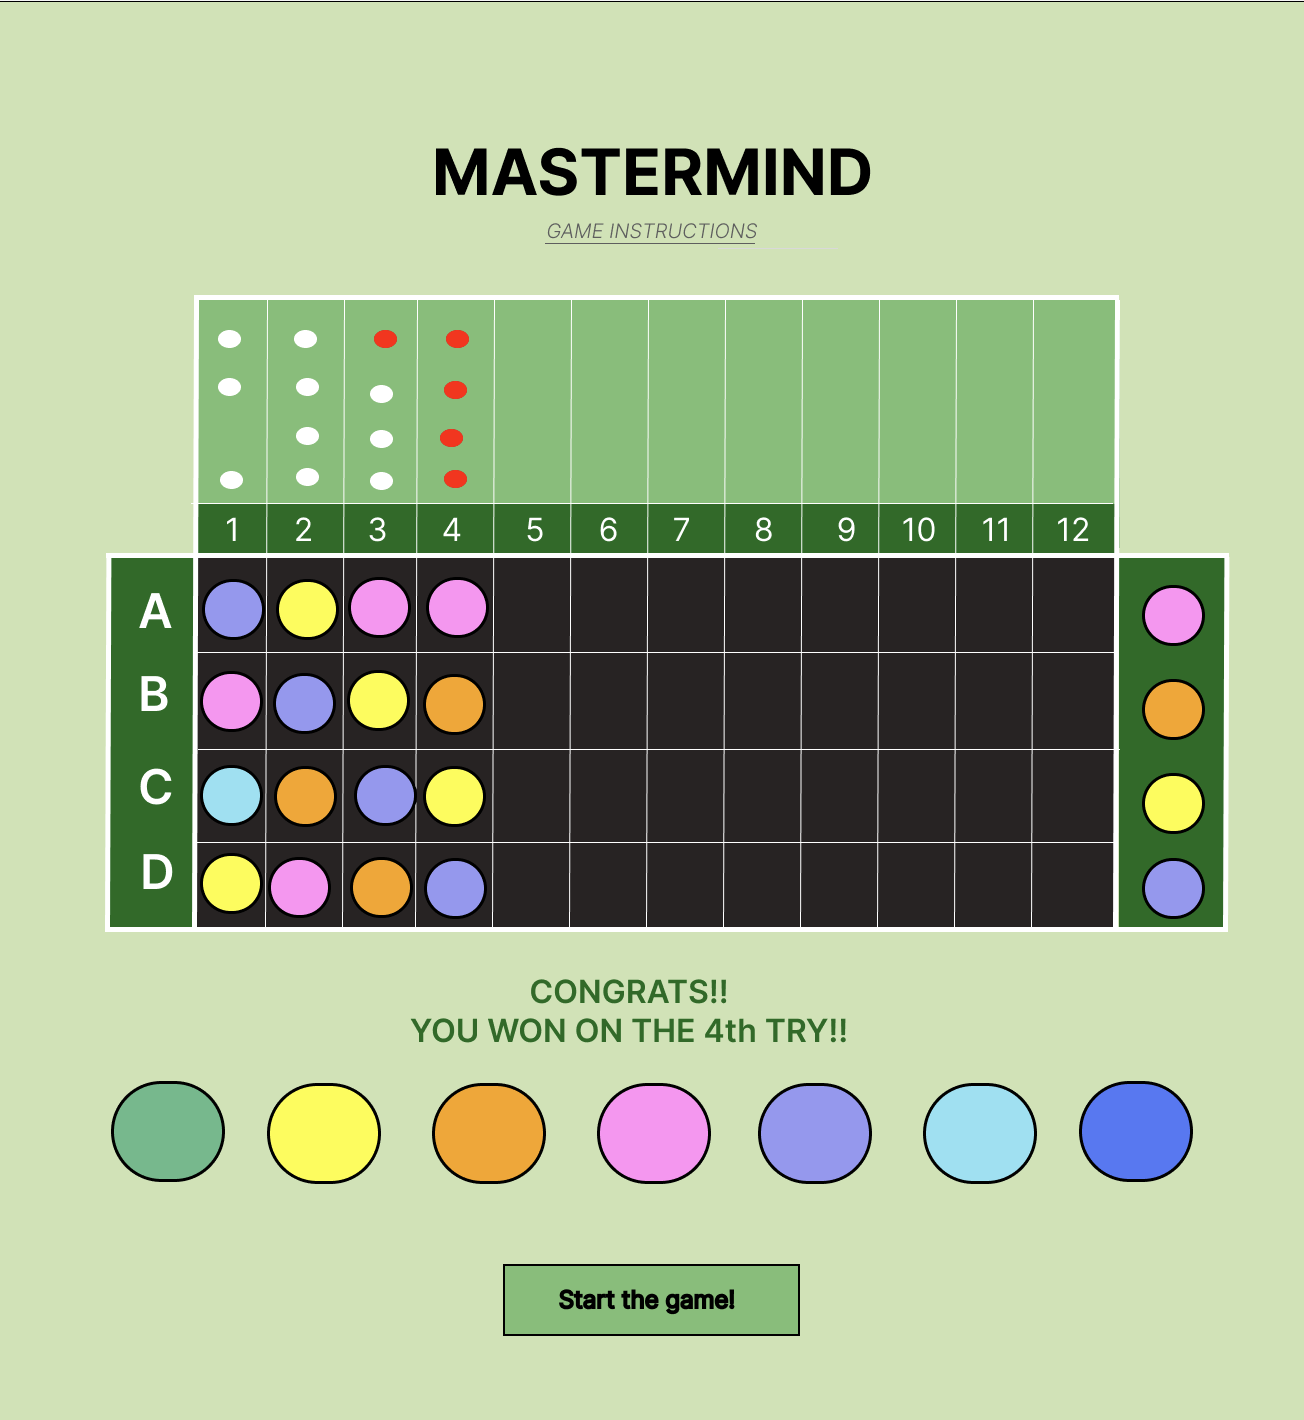 MASTERMIND
GAME INSTRUCTIONS
1 2 3 4 5 6 7 8 9 10 11 12
A
B
C
D
CONGRATS!!
YOU WON ON THE 4th TRY!!
Start the game!